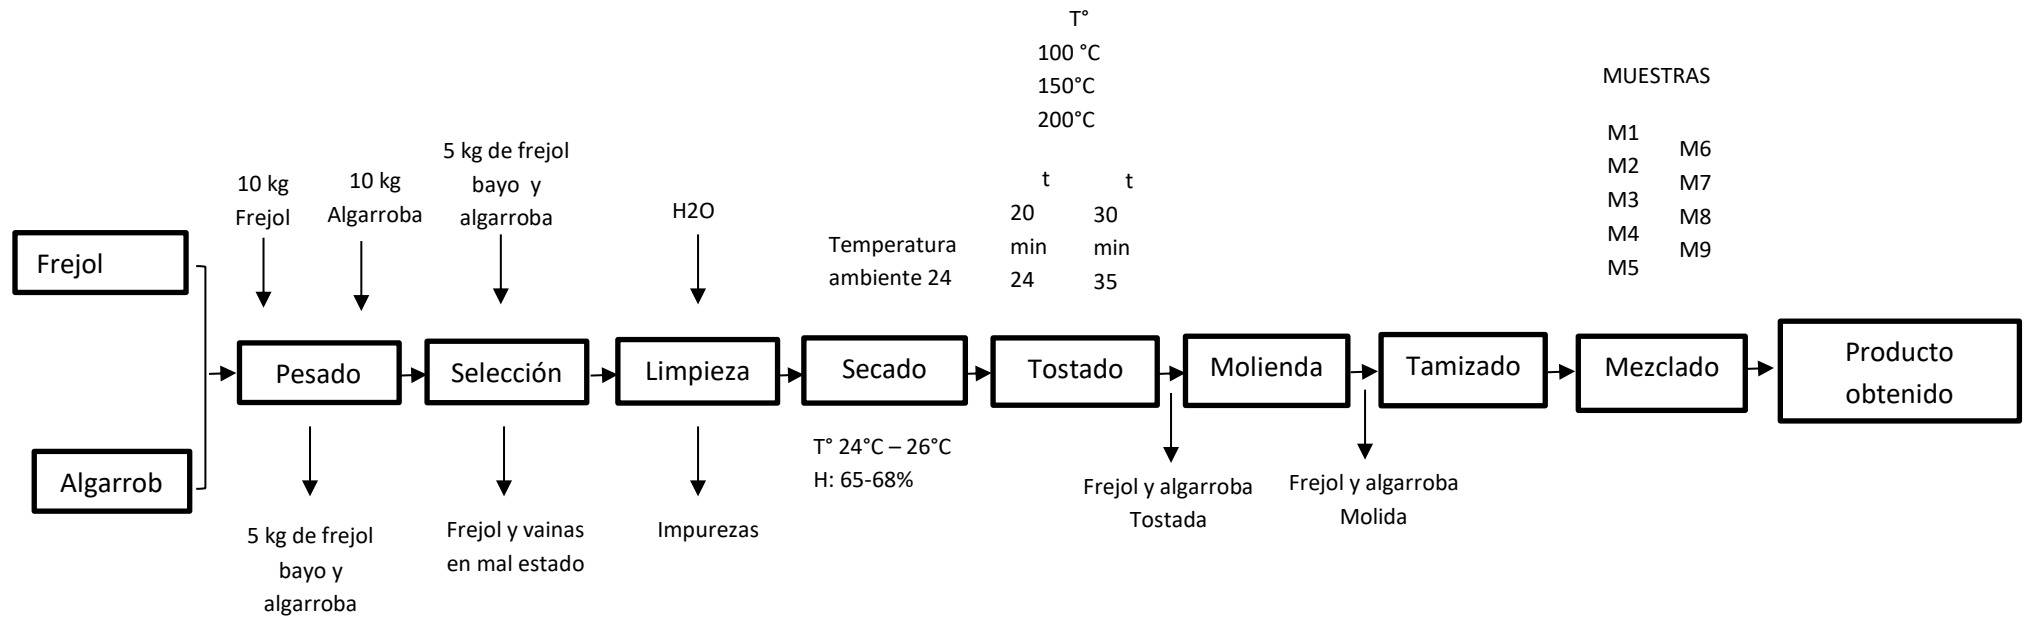 T°
100 °C
150°C
200°C
MUESTRAS
M1
M2
M3
M4
M5
M6
M7
M8
M9
10 kg
Frejol
10 kg
Algarroba
5 kg de frejol
bayo y
algarroba
H2O
Temperatura
ambiente 24
t
20
min
24
t
30
min
35
Frejol
Algarrob
Pesado
Selección
Limpieza
Secado
Tostado
Molienda
Tamizado
Mezclado
Producto
obtenido
5 kg de frejol
bayo y
algarroba
Frejol y vainas
en mal estado
Impurezas
T° 24°C – 26°C
H: 65-68%
Frejol y algarroba
Tostada
Frejol y algarroba
Molida